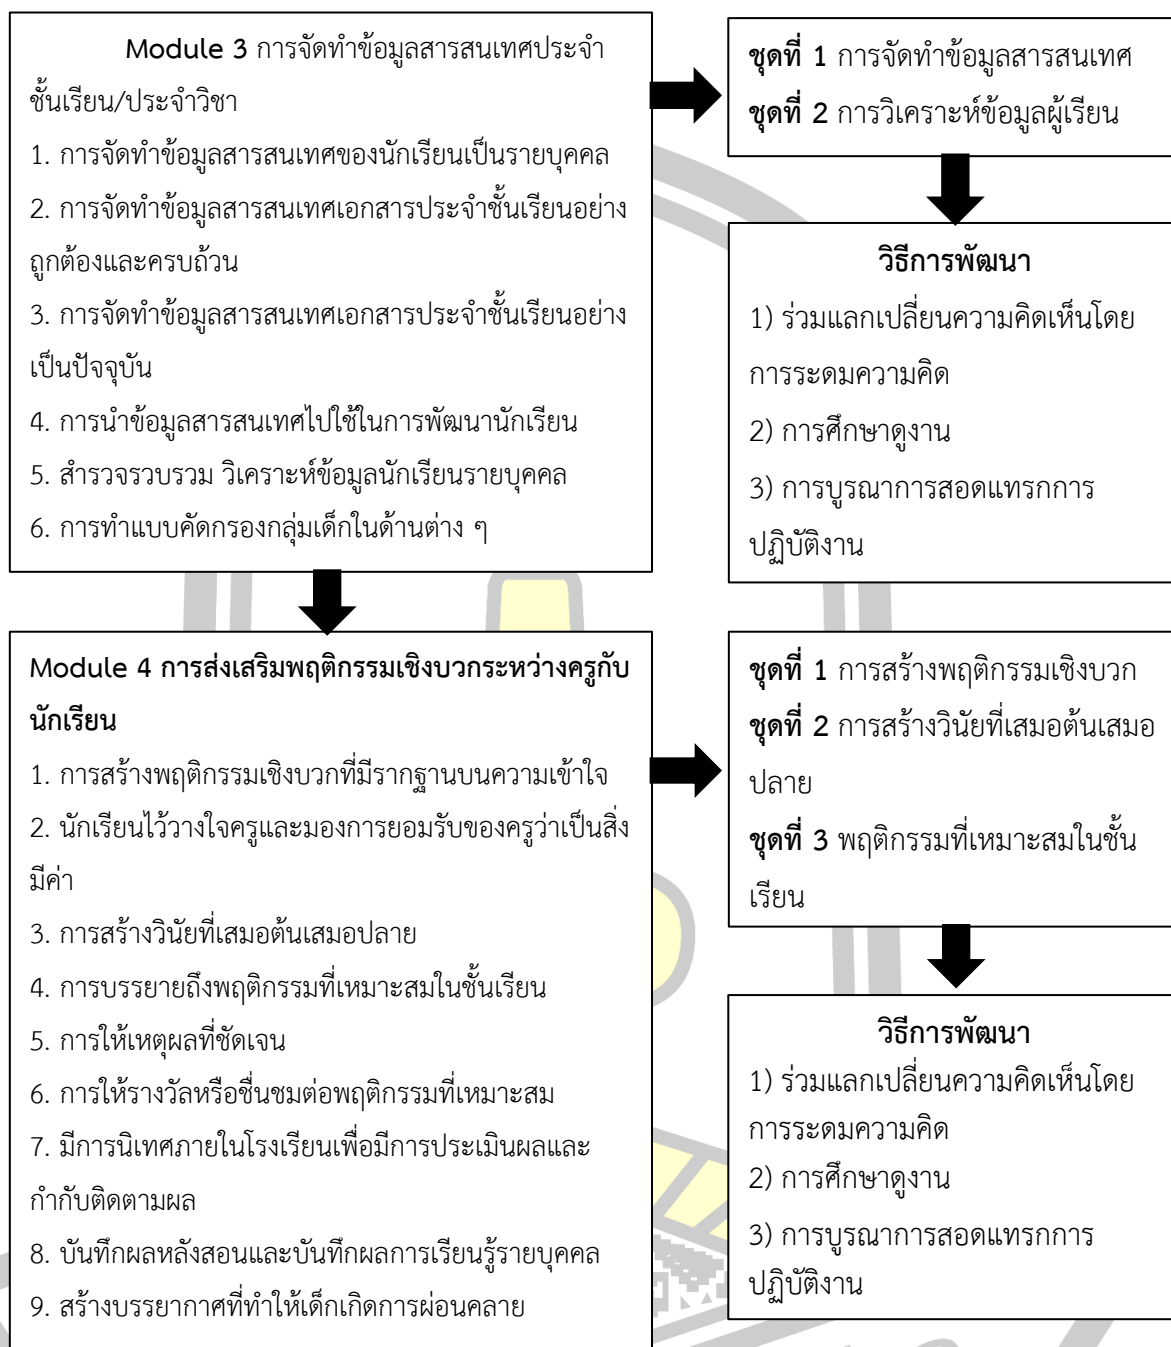 Module 3 การจัดทำข้อมูลสารสนเทศประจำ
ชั้นเรียน/ประจำวิชา
1. การจัดทำข้อมูลสารสนเทศของนักเรียนเป็นรายบุคคล
2. การจัดทำข้อมูลสารสนเทศเอกสารประจำชั้นเรียนอย่าง
ถูกต้องและครบถ้วน
3. การจัดทำข้อมูลสารสนเทศเอกสารประจำชั้นเรียนอย่าง
เป็นปัจจุบัน
4. การนำข้อมูลสารสนเทศไปใช้ในการพัฒนานักเรียน
5. สำรวจรวบรวม วิเคราะห์ข้อมูลนักเรียนรายบุคคล
6. การทำแบบคัดกรองกลุ่มเด็กในด้านต่าง ๆ
ชุดที่ 1 การจัดทำข้อมูลสารสนเทศ
ชุดที่ 2 การวิเคราะห์ข้อมูลผู้เรียน
วิธีการพัฒนา
1) ร่วมแลกเปลี่ยนความคิดเห็นโดย
การระดมความคิด
2) การศึกษาดูงาน
3) การบูรณาการสอดแทรกการ
ปฏิบัติงาน
Module 4 การส่งเสริมพฤติกรรมเชิงบวกระหว่างครูกับ
นักเรียน
1. การสร้างพฤติกรรมเชิงบวกที่มีรากฐานบนความเข้าใจ
2. นักเรียนไว้วางใจครูและมองการยอมรับของครูว่าเป็นสิ่ง
มีค่า
3. การสร้างวินัยที่เสมอต้นเสมอปลาย
4. การบรรยายถึงพฤติกรรมที่เหมาะสมในชั้นเรียน
5. การให้เหตุผลที่ชัดเจน
6. การให้รางวัลหรือชื่นชมต่อพฤติกรรมที่เหมาะสม
7. มีการนิเทศภายในโรงเรียนเพื่อมีการประเมินผลและ
กำกับติดตามผล
8. บันทึกผลหลังสอนและบันทึกผลการเรียนรู้รายบุคคล
9. สร้างบรรยากาศที่ทำให้เด็กเกิดการผ่อนคลาย
ชุดที่ 1 การสร้างพฤติกรรมเชิงบวก
ชุดที่ 2 การสร้างวินัยที่เสมอต้นเสมอ
ปลาย
ชุดที่ 3 พฤติกรรมที่เหมาะสมในชั้น
เรียน
วิธีการพัฒนา
1) ร่วมแลกเปลี่ยนความคิดเห็นโดย
การระดมความคิด
2) การศึกษาดูงาน
3) การบูรณาการสอดแทรกการ
ปฏิบัติงาน